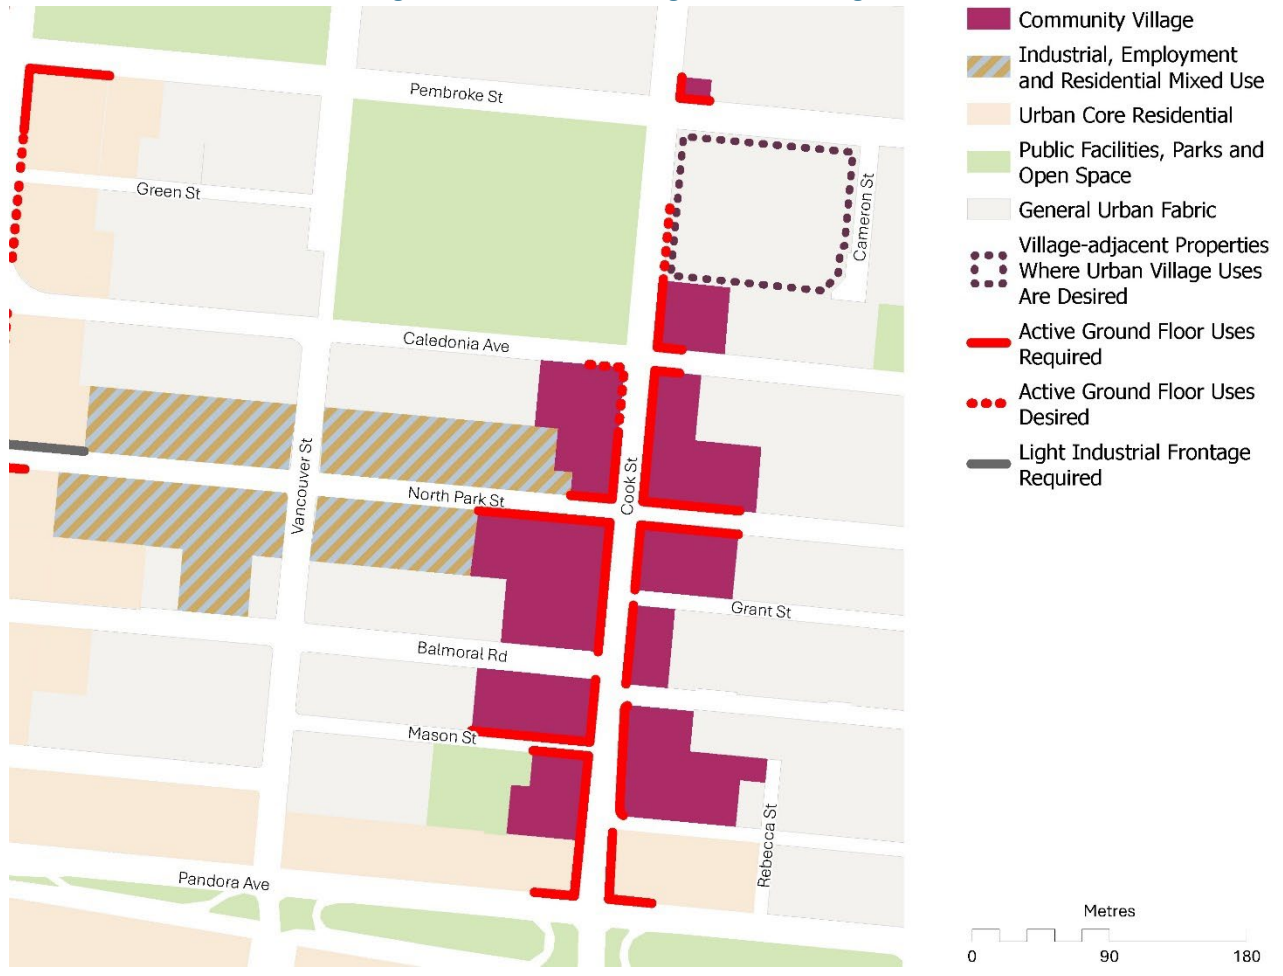 Pembroke St
Green St
Cameron St
Caledonia Ave
Vancouver St
Cook St
North Park St
Grant St
Balmoral Rd
Mason St
Rebecca St
Pandora Ave
Community Village
Industrial, Employment
and Residential Mixed Use
Urban Core Residential
Public Facilities, Parks and
Open Space
General Urban Fabric
Village-adjacent Properties
Where Urban Village Uses
Are Desired
Active Ground Floor Uses
Required
Active Ground Floor Uses
Desired
Light Industrial Frontage
Required
Metres
0 90 180